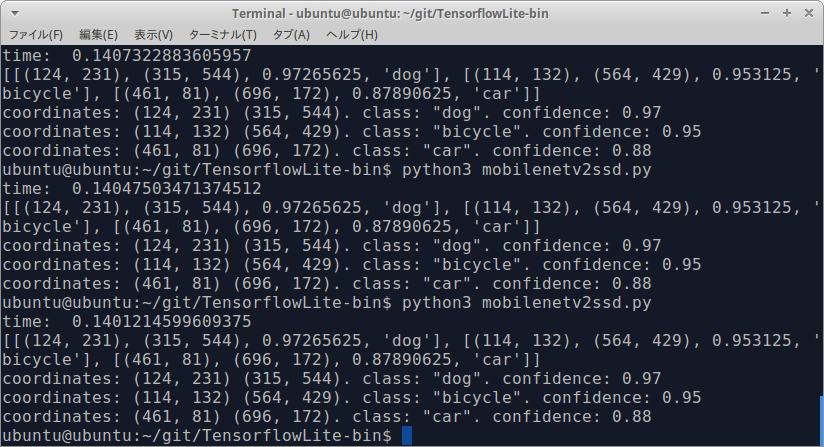 Terminal - ubuntu@ubuntu: ~/git/TensorflowLite-bin
ファイル(F) 編集(E) 表示(V) ターミナル(T) タブ(A) ヘルプ(H)
time:  0.1407322883605957
[[(124, 231), (315, 544), 0.97265625, 'dog'], [(114, 132), (564, 429), 0.953125, '
bicycle'], [(461, 81), (696, 172), 0.87890625, 'car']]
coordinates: (124, 231) (315, 544). class: "dog". confidence: 0.97
coordinates: (114, 132) (564, 429). class: "bicycle". confidence: 0.95
coordinates: (461, 81) (696, 172). class: "car". confidence: 0.88
ubuntu@ubuntu:~/git/TensorflowLite-bin$ python3 mobilenetv2ssd.py
time:  0.14047503471374512
[[(124, 231), (315, 544), 0.97265625, 'dog'], [(114, 132), (564, 429), 0.953125, '
bicycle'], [(461, 81), (696, 172), 0.87890625, 'car']]
coordinates: (124, 231) (315, 544). class: "dog". confidence: 0.97
coordinates: (114, 132) (564, 429). class: "bicycle". confidence: 0.95
coordinates: (461, 81) (696, 172). class: "car". confidence: 0.88
ubuntu@ubuntu:~/git/TensorflowLite-bin$ python3 mobilenetv2ssd.py
time:  0.1401214599609375
[[(124, 231), (315, 544), 0.97265625, 'dog'], [(114, 132), (564, 429), 0.953125, '
bicycle'], [(461, 81), (696, 172), 0.87890625, 'car']]
coordinates: (124, 231) (315, 544). class: "dog". confidence: 0.97
coordinates: (114, 132) (564, 429). class: "bicycle". confidence: 0.95
coordinates: (461, 81) (696, 172). class: "car". confidence: 0.88
ubuntu@ubuntu:~/git/TensorflowLite-bin$